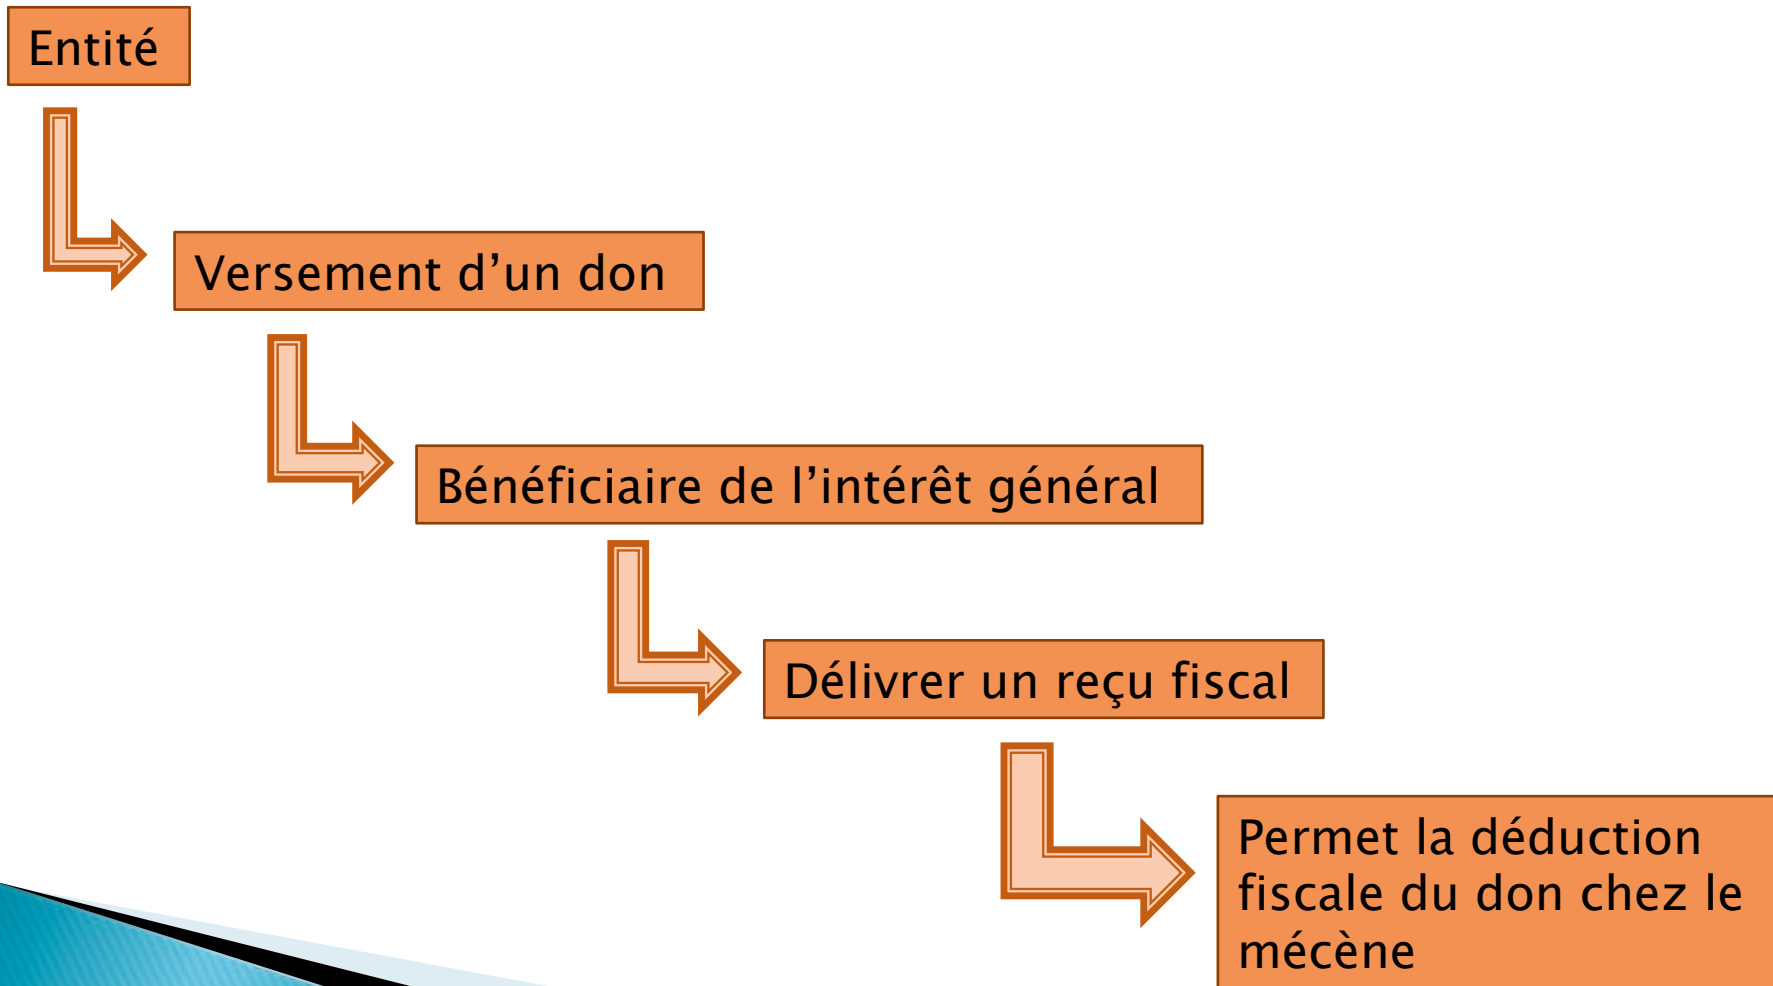 Entité
Versement d’un don
Bénéficiaire de l’intérêt général
Délivrer un reçu fiscal
Permet la déduction
fiscale du don chez le
mécène